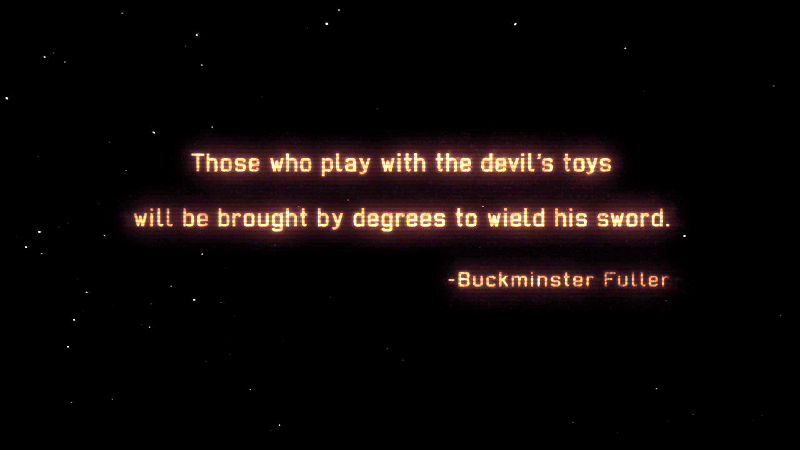 Those who play with the devil's toys
will be brought by degrees to wield his sword.
-Buckminster Fuller